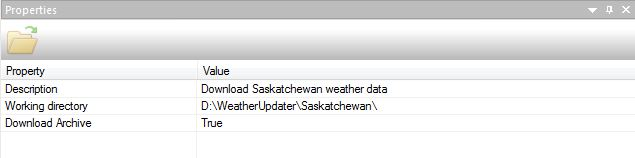 Properties
Property Value
Description Download Saskatchewan weather data
Working directory D:\WeatherUpdater\Saskatchewan\
Download Archive True